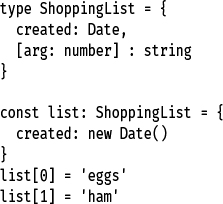 type ShoppingList = {
  created: Date,
  [arg: number] : string
}

const list: ShoppingList = {
  created: new Date()
}
list[0] = 'eggs'
list[1] = 'ham'